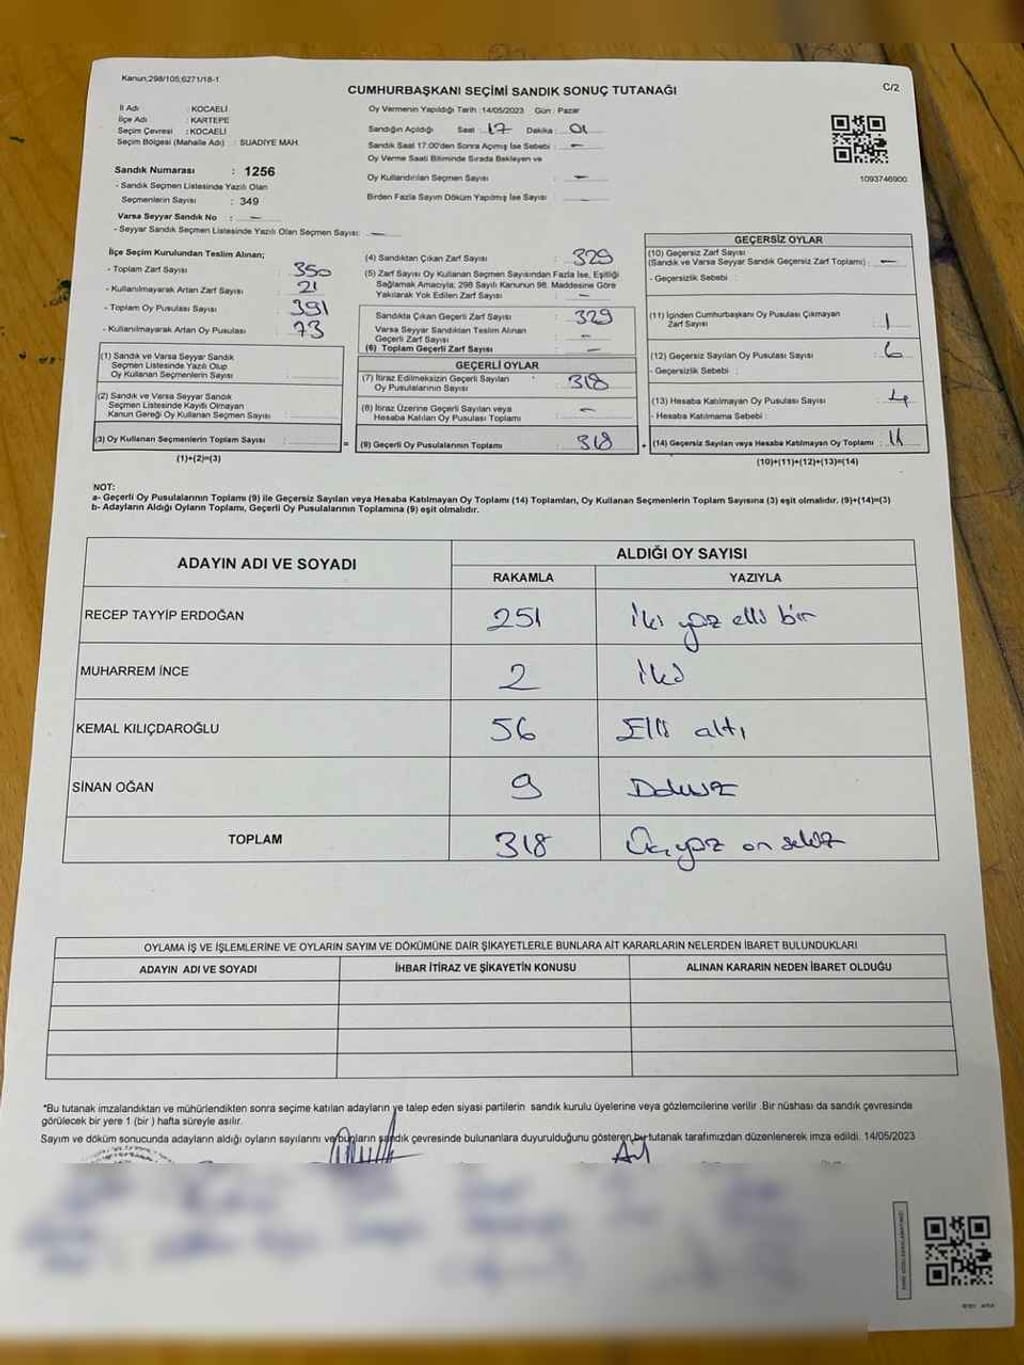 Kanun;298/105;6271/18-1
C/2
CUMHURBAŞKANI SEÇİMİ SANDIK SONUÇ TUTANAĞI
İl Adı : KOCAELİ
İlçe Adı : KARTEPE
Seçim Çevresi : KOCAELİ
Seçim Bölgesi (Mahalle Adı) : SUADİYE MAH.
Sandık Numarası : 1256
- Sandık Seçmen Listesinde Yazılı Olan
Seçmenlerin Sayısı : 349
Varsa Seyyar Sandık No : —
- Seyyar Sandık Seçmen Listesinde Yazılı Olan Seçmen Sayısı: —
Oy Vermenin Yapıldığı Tarih :14/05/2023 Gün : Pazar
Sandığın Açıldığı Saat : 17 Dakika : 01
Sandık Saat 17.00'den Sonra Açımış İse Sebebi : —
Oy Verme Saati Bitiminde Sırada Bekleyen ve
Oy Kullandırılan Seçmen Sayısı : —
Birden Fazla Sayım Döküm Yapılmış İse Sayısı : —
1093746900
İlçe Seçim Kurulundan Teslim Alınan;
- Toplam Zarf Sayısı : 350
- Kullanılmayarak Artan Zarf Sayısı : 21
- Toplam Oy Pusulası Sayısı : 391
- Kullanılmayarak Artan Oy Pusulası : 73
(1) Sandık ve Varsa Seyyar Sandık
Seçmen Listesinde Yazılı Olup
Oy Kullanan Seçmenlerin Sayısı :
(2) Sandık ve Varsa Seyyar Sandık
Seçmen Listesinde Kayıtlı Olmayan
Kanun Gereği Oy Kullanan Seçmen Sayısı :
(3) Oy Kullanan Seçmenlerin Toplam Sayısı :
(1)+(2)=(3)
(4) Sandıktan Çıkan Zarf Sayısı : 329
(5) Zarf Sayısı Oy Kullanan Seçmen Sayısından Fazla İse, Eşitliği
Sağlamak Amacıyla; 298 Sayılı Kanunun 98. Maddesine Göre
Yakılarak Yok Edilen Zarf Sayısı : —
Sandıkta Çıkan Geçerli Zarf Sayısı : 329
Varsa Seyyar Sandıktan Teslim Alınan
Geçerli Zarf Sayısı : —
(6) Toplam Geçerli Zarf Sayısı : —
GEÇERLİ OYLAR
(7) İtiraz Edilmeksizin Geçerli Sayılan
Oy Pusulalarının Sayısı : 318
(8) İtiraz Üzerine Geçerli Sayılan veya
Hesaba Katılan Oy Pusulası Toplamı : —
= (9) Geçerli Oy Pusulalarının Toplamı : 318
GEÇERSİZ OYLAR
(10) Geçersiz Zarf Sayısı
(Sandık ve Varsa Seyyar Sandık Geçersiz Zarf Toplamı) : —
- Geçersizlik Sebebi :
(11) İçinden Cumhurbaşkanı Oy Pusulası Çıkmayan
Zarf Sayısı : 1
(12) Geçersiz Sayılan Oy Pusulası Sayısı : 6
- Geçersizlik Sebebi :
(13) Hesaba Katılmayan Oy Pusulası Sayısı : 4
- Hesaba Katılmama Sebebi :
+ (14) Geçersiz Sayılan veya Hesaba Katılmayan Oy Toplamı : 11
(10)+(11)+(12)+(13)=(14)
NOT:
a- Geçerli Oy Pusulalarının Toplamı (9) ile Geçersiz Sayılan veya Hesaba Katılmayan Oy Toplamı (14) Toplamları, Oy Kullanan Seçmenlerin Toplam Sayısına (3) eşit olmalıdır. (9)+(14)=(3)
b- Adayların Aldığı Oyların Toplamı, Geçerli Oy Pusulalarının Toplamına (9) eşit olmalıdır.
ADAYIN ADI VE SOYADI
ALDIĞI OY SAYISI
RAKAMLA YAZIYLA
RECEP TAYYİP ERDOĞAN 251 İki yüz elli bir
MUHARREM İNCE 2 İki
KEMAL KILIÇDAROĞLU 56 Elli altı
SİNAN OĞAN 9 Dokuz
TOPLAM 318 Üç yüz on sekiz
OYLAMA İŞ VE İŞLEMLERİNE VE OYLARIN SAYIM VE DÖKÜMÜNE DAİR ŞİKAYETLERLE BUNLARA AİT KARARLARIN NELERDEN İBARET BULUNDUKLARI
ADAYIN ADI VE SOYADI İHBAR İTİRAZ VE ŞİKAYETİN KONUSU ALINAN KARARIN NEDEN İBARET OLDUĞU
*Bu tutanak imzalandıktan ve mühürlendikten sonra seçime katılan adayların ve talep eden siyasi partilerin sandık kurulu üyelerine veya gözlemcilerine verilir .Bir nüshası da sandık çevresinde
görülecek bir yere 1 (bir ) hafta süreyle asılır.
Sayım ve döküm sonucunda adayların aldığı oyların sayılarını ve bunların sandık çevresinde bulunanlara duyurulduğunu gösteren bu tutanak tarafımızdan düzenlenerek imza edildi. 14/05/2023